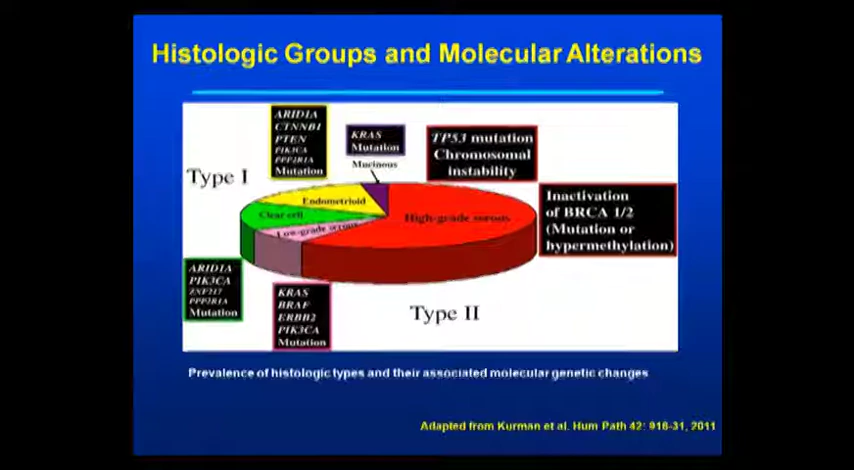 Histologic Groups and Molecular Alterations
ARID1A
CTNNB1
PTEN
PIK3CA
PPP2R1A
Mutation
KRAS
Mutation
Mucinous
TP53 mutation
Chromosomal
instability
Type I
Endometrioid
Clear cell
Low-grade serous
High-grade serous
Inactivation
of BRCA 1/2
(Mutation or
hypermethylation)
ARID1A
PIK3CA
ZNF217
PPP2R1A
Mutation
KRAS
BRAF
ERBB2
PIK3CA
Mutation
Type II
Prevalence of histologic types and their associated molecular genetic changes
Adapted from Kurman et al. Hum Path 42: 918-31, 2011